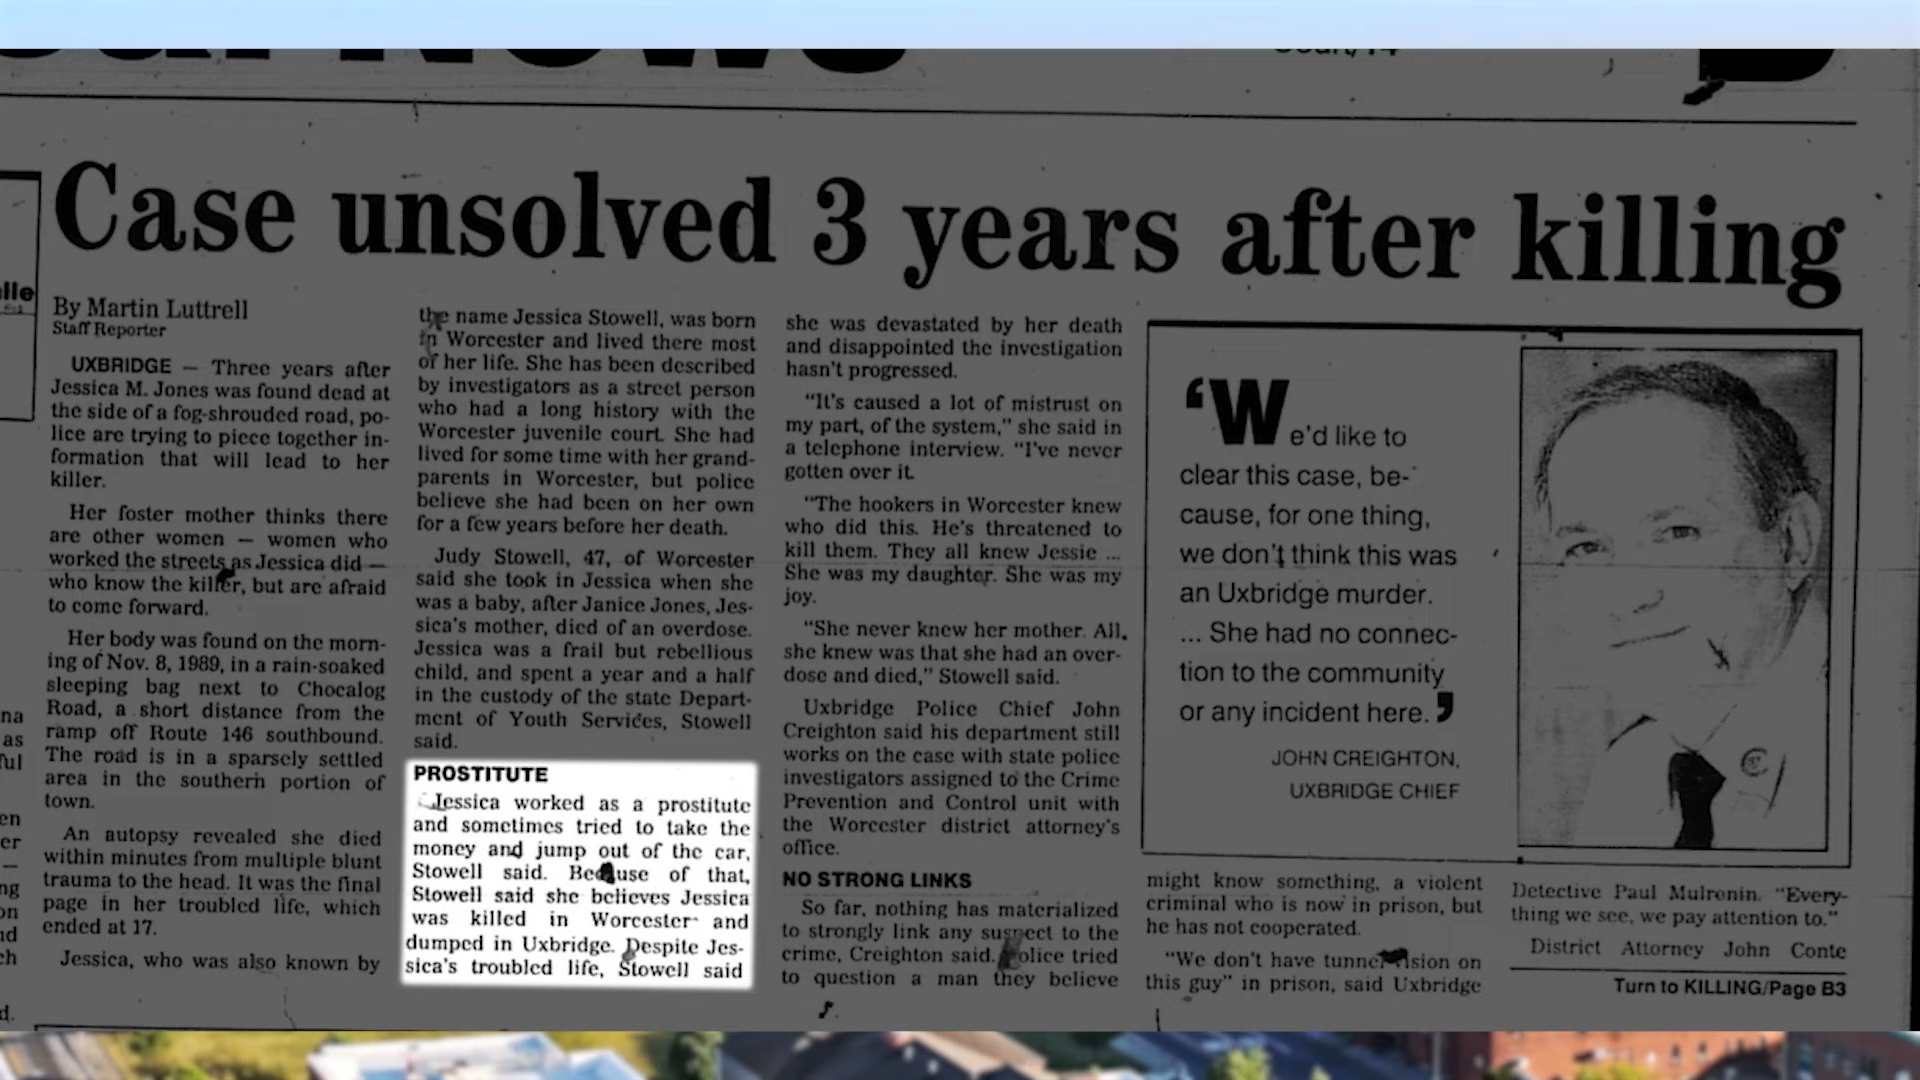 Case unsolved 3 years after killing
By Martin Luttrell
Staff Reporter
UXBRIDGE — Three years after
Jessica M. Jones was found dead at
the side of a fog-shrouded road, po-
lice are trying to piece together in-
formation that will lead to her
killer.
Her foster mother thinks there
are other women — women who
worked the streets as Jessica did —
who know the killer, but are afraid
to come forward.
Her body was found on the morn-
ing of Nov. 8, 1989, in a rain-soaked
sleeping bag next to Chocalog
Road, a short distance from the
ramp off Route 146 southbound.
The road is in a sparsely settled
area in the southern portion of
town.
An autopsy revealed she died
within minutes from multiple blunt
trauma to the head. It was the final
page in her troubled life, which
ended at 17.
Jessica, who was also known by
the name Jessica Stowell, was born
in Worcester and lived there most
of her life. She has been described
by investigators as a street person
who had a long history with the
Worcester juvenile court. She had
lived for some time with her grand-
parents in Worcester, but police
believe she had been on her own
for a few years before her death.
Judy Stowell, 47, of Worcester
said she took in Jessica when she
was a baby, after Janice Jones, Jes-
sica's mother, died of an overdose.
Jessica was a frail but rebellious
child, and spent a year and a half
in the custody of the state Depart-
ment of Youth Services, Stowell
said.
PROSTITUTE
Jessica worked as a prostitute
and sometimes tried to take the
money and jump out of the car,
Stowell said. Because of that,
Stowell said she believes Jessica
was killed in Worcester and
dumped in Uxbridge. Despite Jes-
sica's troubled life, Stowell said
she was devastated by her death
and disappointed the investigation
hasn't progressed.
"It's caused a lot of mistrust on
my part, of the system," she said in
a telephone interview. "I've never
gotten over it.
"The hookers in Worcester knew
who did this. He's threatened to
kill them. They all knew Jessie ...
She was my daughter. She was my
joy.
"She never knew her mother. All
she knew was that she had an over-
dose and died," Stowell said.
Uxbridge Police Chief John
Creighton said his department still
works on the case with state police
investigators assigned to the Crime
Prevention and Control unit with
the Worcester district attorney's
office.
NO STRONG LINKS
So far, nothing has materialized
to strongly link any suspect to the
crime, Creighton said. Police tried
to question a man they believe
'We'd like to
clear this case, be-
cause, for one thing,
we don't think this was
an Uxbridge murder.
... She had no connec-
tion to the community
or any incident here.'
JOHN CREIGHTON,
UXBRIDGE CHIEF
might know something, a violent
criminal who is now in prison, but
he has not cooperated.
"We don't have tunnel vision on
this guy" in prison, said Uxbridge
Detective Paul Mulronin. "Every-
thing we see, we pay attention to."
District Attorney John Conte
Turn to KILLING/Page B3